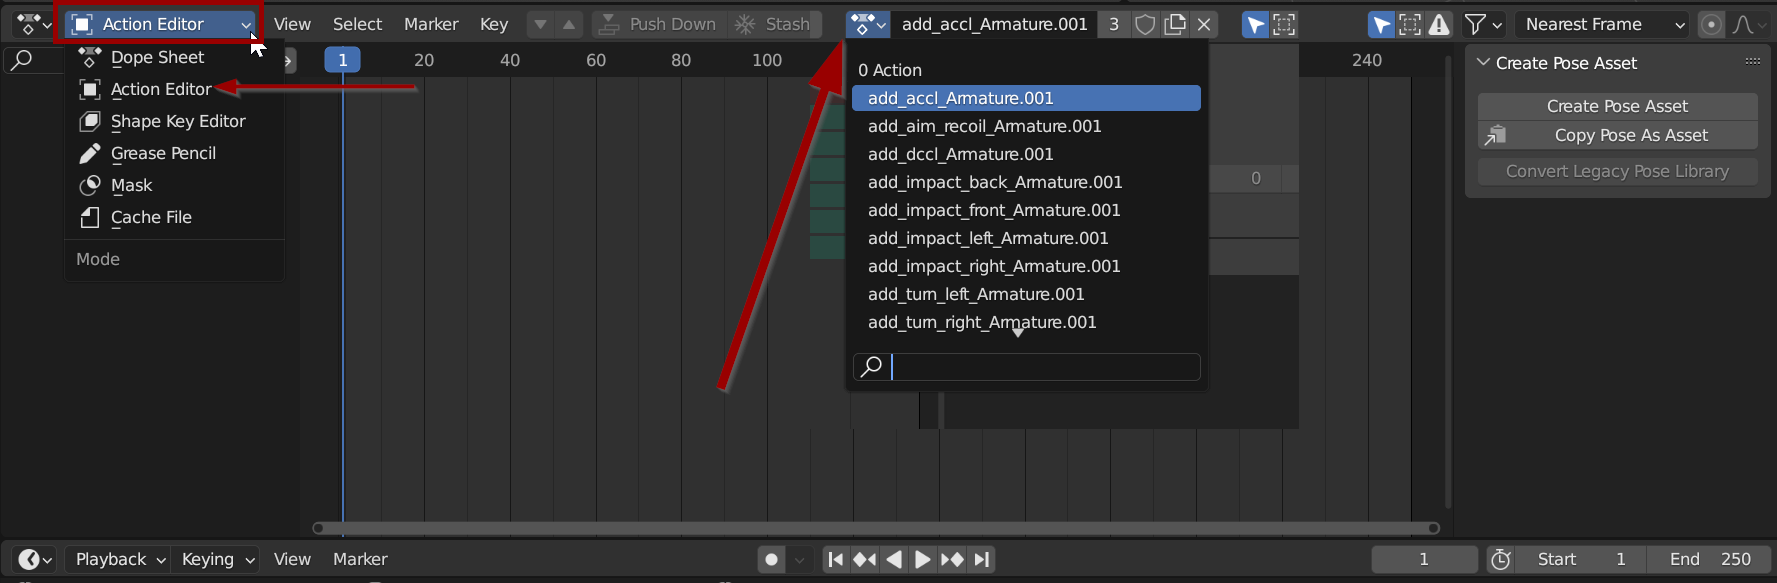 Action Editor View Select Marker Key Push Down Stash add_accl_Armature.001 3 Nearest Frame
Dope Sheet
Action Editor
Shape Key Editor
Grease Pencil
Mask
Cache File
Mode
1 20 40 60 80 100 240
0 Action
add_accl_Armature.001
add_aim_recoil_Armature.001
add_dccl_Armature.001
add_impact_back_Armature.001
add_impact_front_Armature.001
add_impact_left_Armature.001
add_impact_right_Armature.001
add_turn_left_Armature.001
add_turn_right_Armature.001
0
Create Pose Asset
Create Pose Asset
Copy Pose As Asset
Convert Legacy Pose Library
Playback Keying View Marker 1 Start 1 End 250